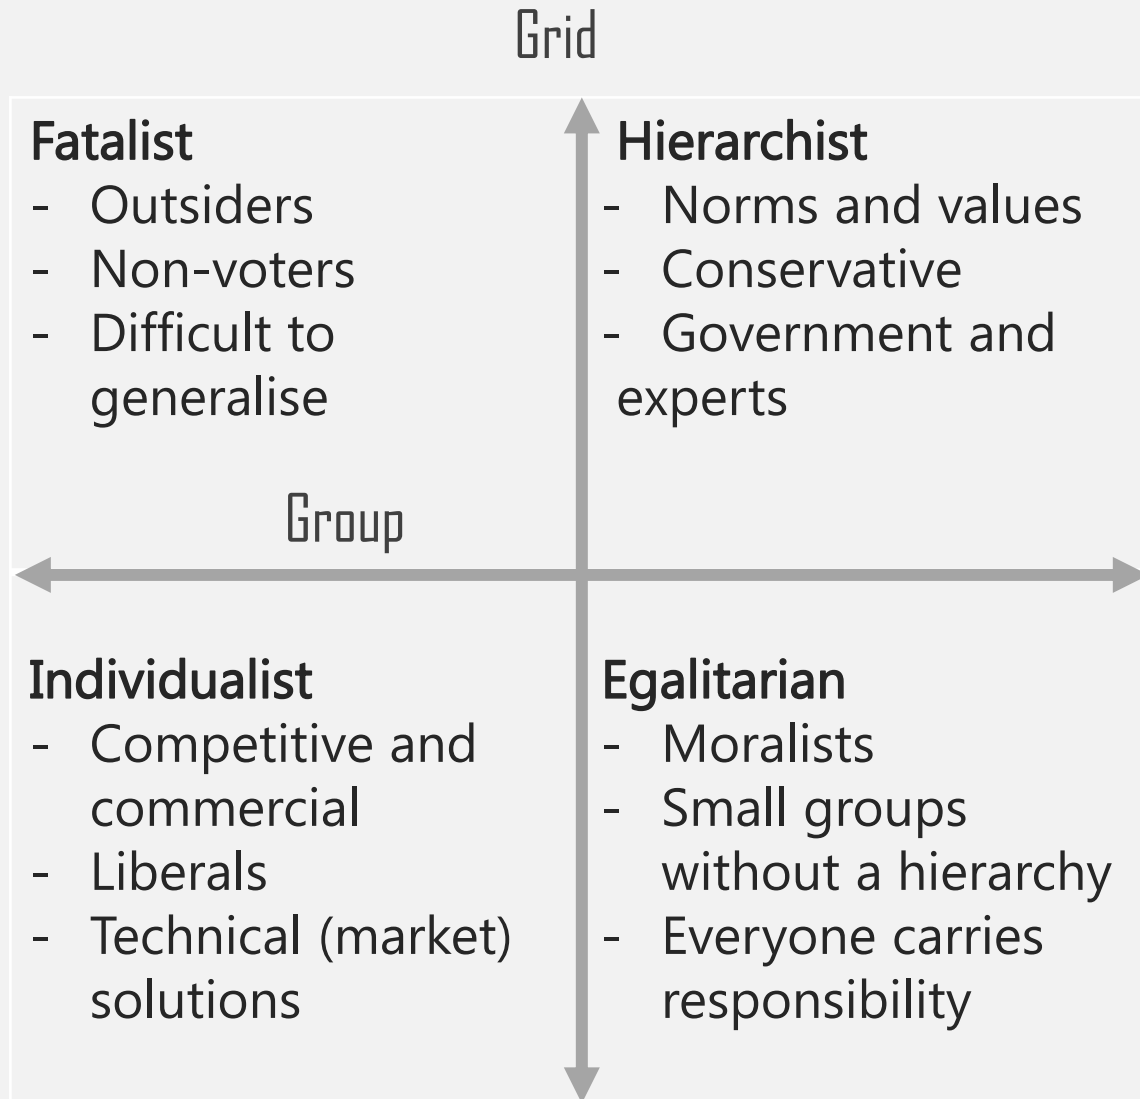 Grid
Fatalist
- Outsiders
- Non-voters
- Difficult to
generalise
Hierarchist
- Norms and values
- Conservative
- Government and
experts
Group
Individualist
- Competitive and
commercial
- Liberals
- Technical (market)
solutions
Egalitarian
- Moralists
- Small groups
without a hierarchy
- Everyone carries
responsibility